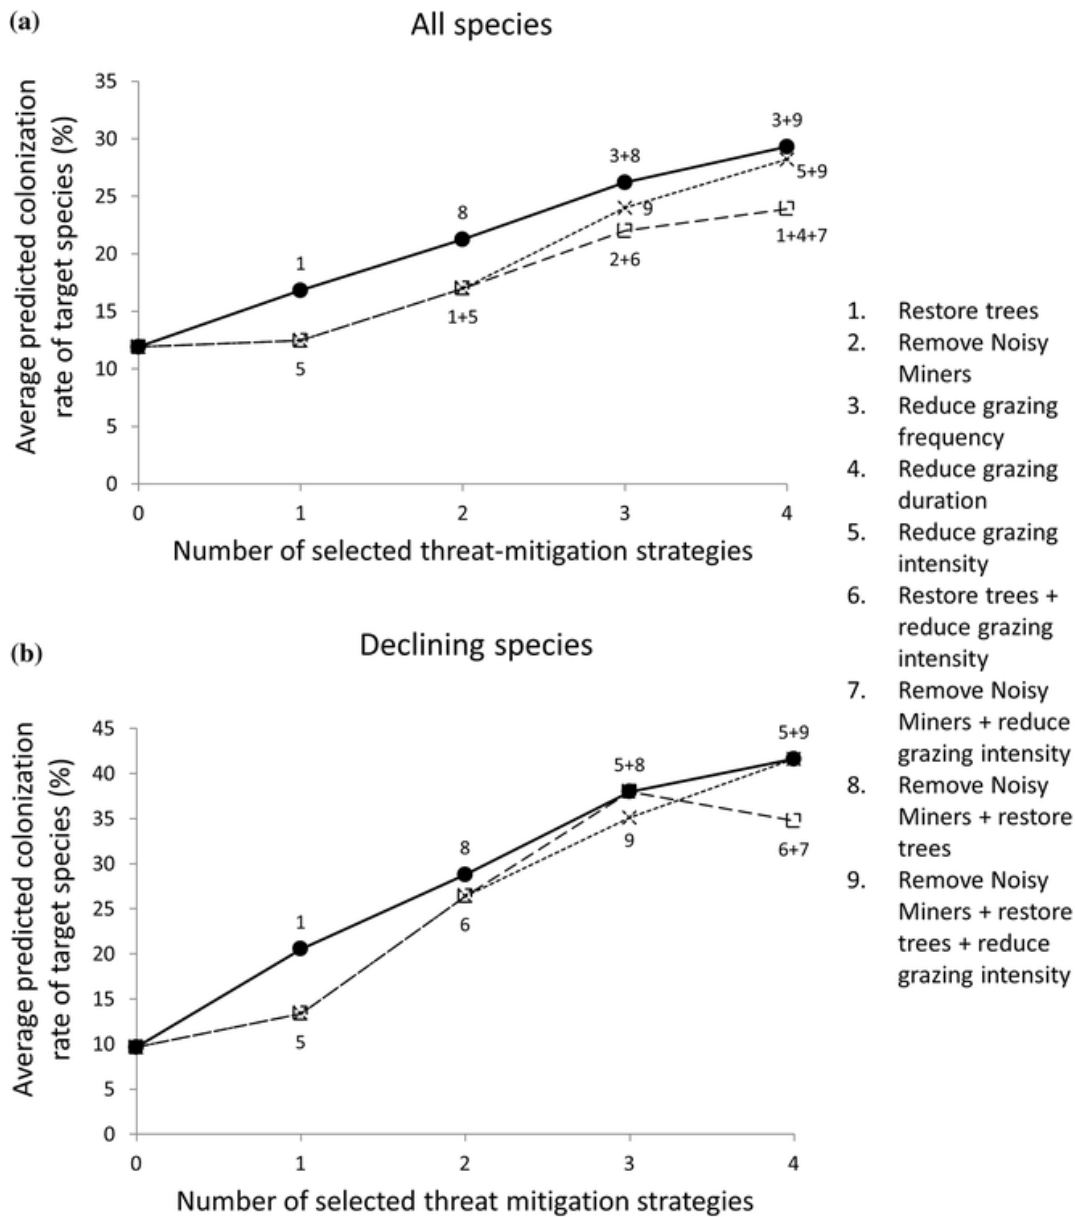 (a)
All species
Average predicted colonization
rate of target species (%)
35
30
25
20
15
10
5
0
3+9
5+9
3+8
9
8
1+4+7
1
2+6
1+5
5
0 1 2 3 4
Number of selected threat-mitigation strategies
(b)
Declining species
Average predicted colonization
rate of target species (%)
45
40
35
30
25
20
15
10
5
0
5+9
5+8
8
9
6+7
1
6
5
0 1 2 3 4
Number of selected threat mitigation strategies
1. Restore trees
2. Remove Noisy
Miners
3. Reduce grazing
frequency
4. Reduce grazing
duration
5. Reduce grazing
intensity
6. Restore trees +
reduce grazing
intensity
7. Remove Noisy
Miners + reduce
grazing intensity
8. Remove Noisy
Miners + restore
trees
9. Remove Noisy
Miners + restore
trees + reduce
grazing intensity